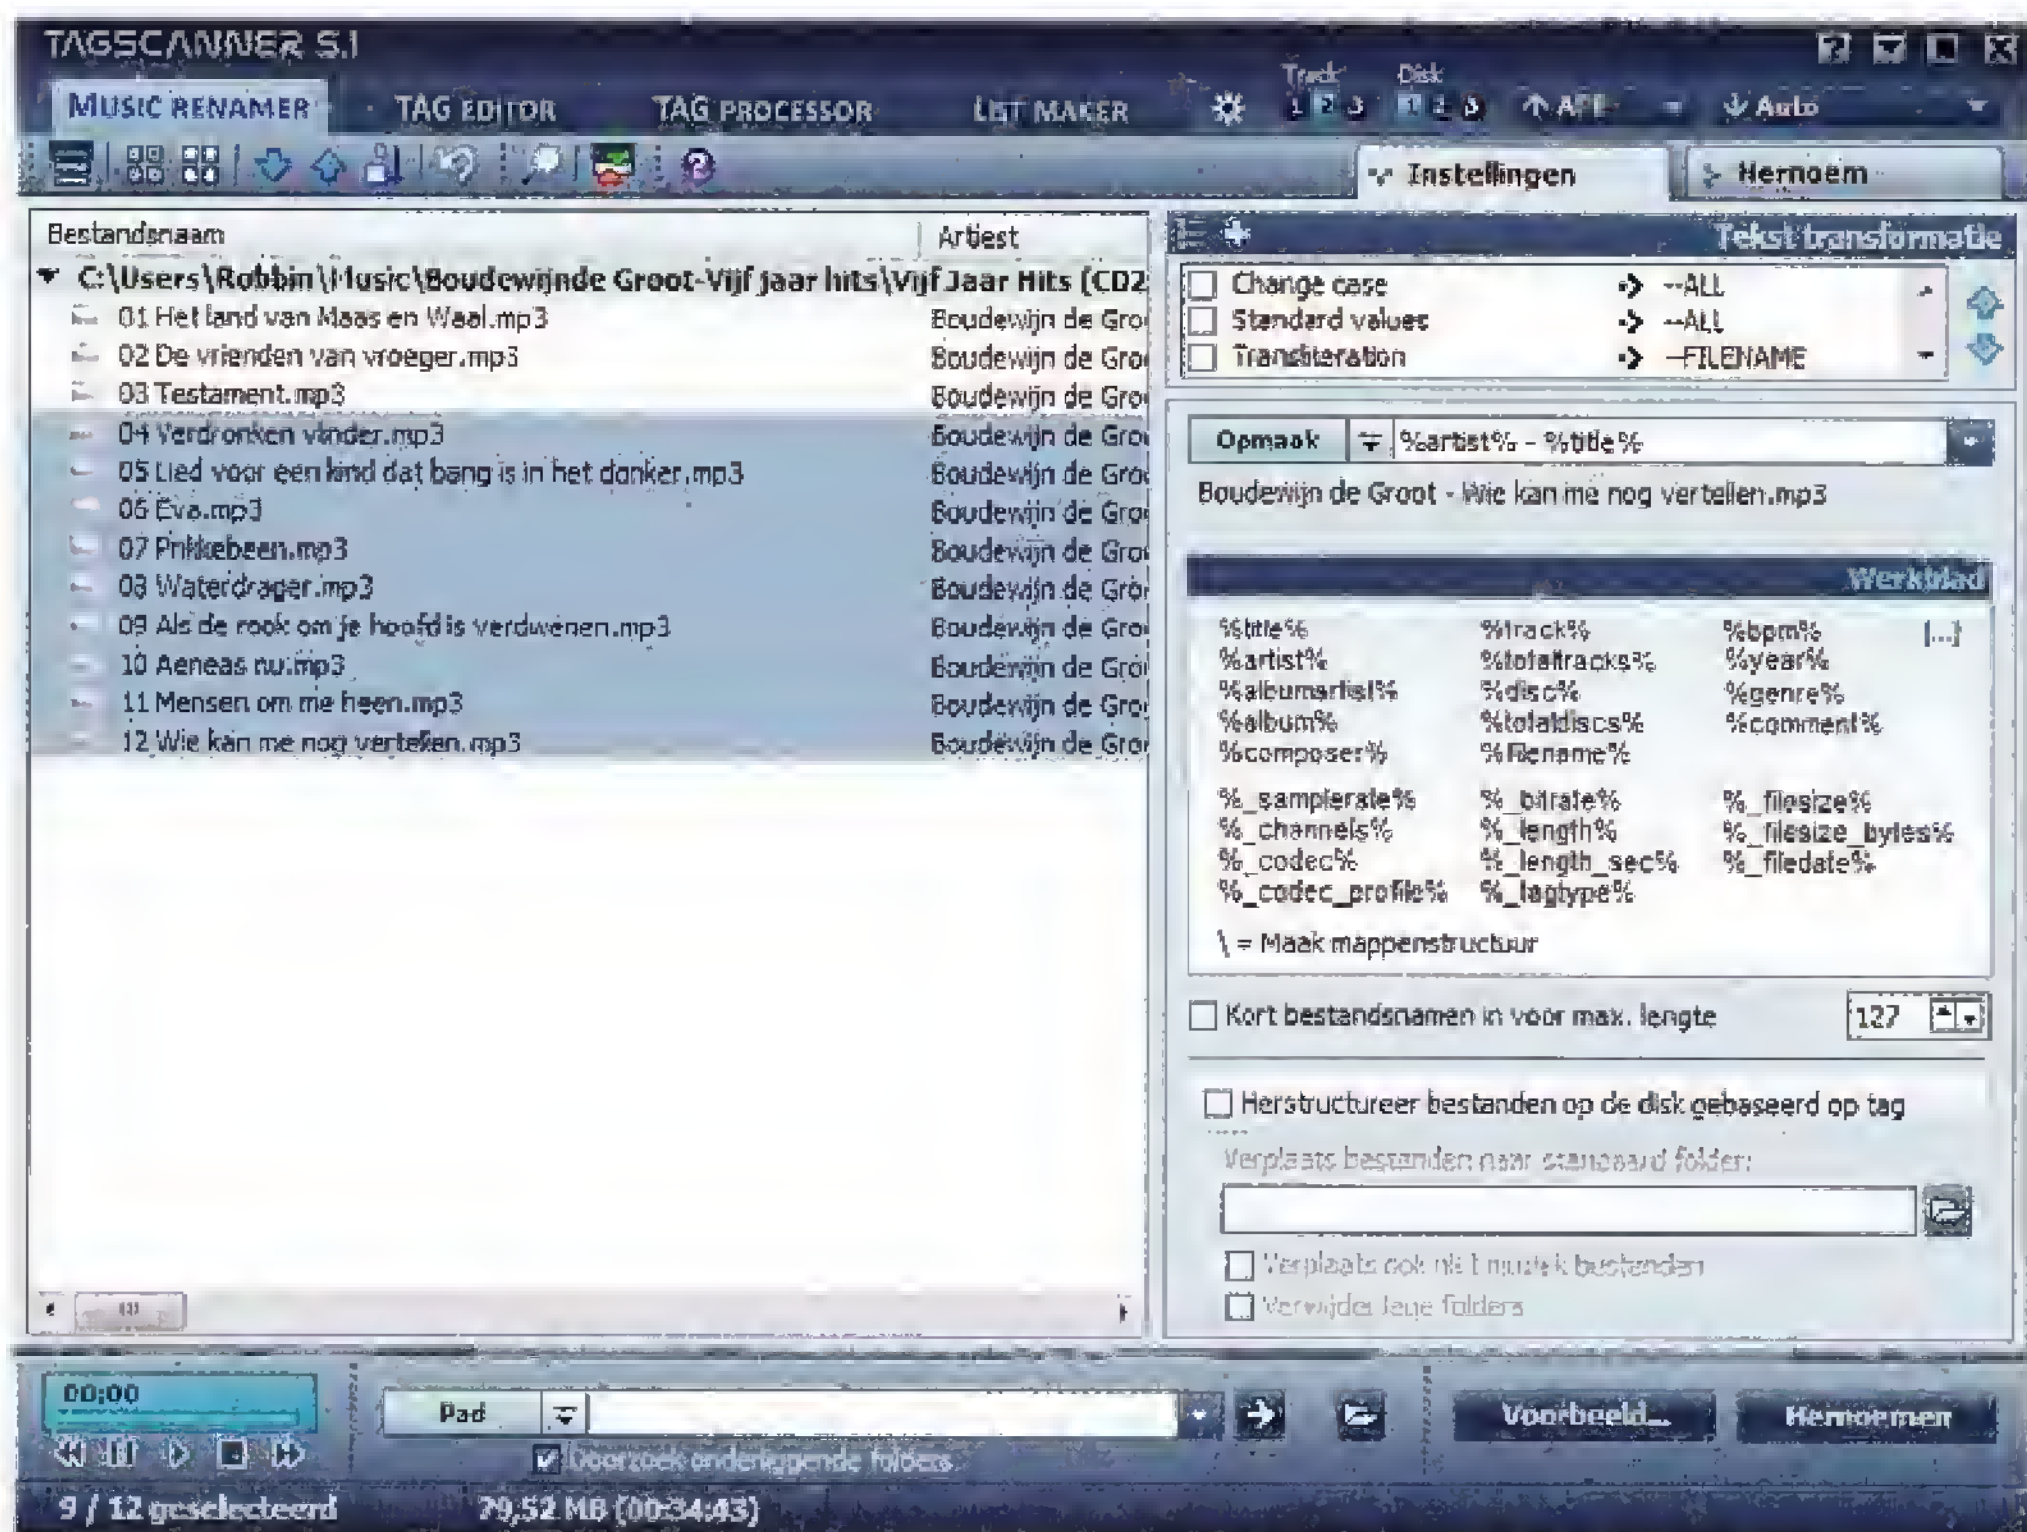 TAGSCANNER 5.1
MUSIC RENAMER TAG EDITOR TAG PROCESSOR LIST MAKER Track 1 2 3 Disk 1 2 3 Auto
Instellingen Hernoem
Bestandsnaam Artiest
C:\Users\Robbin\Music\Boudewijnde Groot-Vijf jaar hits\Vijf Jaar Hits (CD2
01 Het land van Maas en Waal.mp3 Boudewijn de Gro
02 De vrienden van vroeger.mp3 Boudewijn de Gro
03 Testament.mp3 Boudewijn de Gro
04 Verdronken vlinder.mp3 Boudewijn de Gro
05 Lied voor een kind dat bang is in het donker.mp3 Boudewijn de Gro
06 Eva.mp3 Boudewijn de Gro
07 Prikkebeen.mp3 Boudewijn de Gro
08 Waterdrager.mp3 Boudewijn de Gro
09 Als de rook om je hoofd is verdwenen.mp3 Boudewijn de Gro
10 Aeneas nu.mp3 Boudewijn de Gro
11 Mensen om me heen.mp3 Boudewijn de Gro
12 Wie kan me nog vertellen.mp3 Boudewijn de Gro
Tekst transformatie
Change case -> --ALL
Standard values -> --ALL
Transliteration -> --FILENAME
Opmaak %artist% - %title%
Boudewijn de Groot - Wie kan me nog vertellen.mp3
Werkblad
%title% %track% %bpm% [...]
%artist% %totaltracks% %year%
%albumartist% %disc% %genre%
%album% %totaldiscs% %comment%
%composer% %filename%
%_samplerate% %_bitrate% %_filesize%
%_channels% %_length% %_filesize_bytes%
%_codec% %_length_sec% %_filedate%
%_codec_profile% %_tagtype%
\ = Maak mappenstructuur
Kort bestandsnamen in voor max. lengte 127
Herstructureer bestanden op de disk gebaseerd op tag
Verplaats bestanden naar standaard folder:
Verplaats ook niet muziek bestanden
Verwijder lege folders
00:00
Pad Voorbeeld... Hernoemen
Doorzoek onderliggende folders
9 / 12 geselecteerd 79,52 MB (00:34:43)